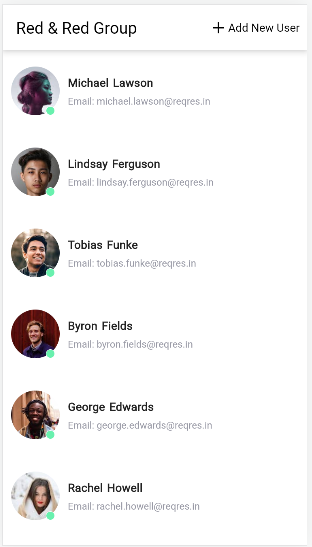 Red & Red Group
+ Add New User
Michael Lawson
Email: michael.lawson@reqres.in
Lindsay Ferguson
Email: lindsay.ferguson@reqres.in
Tobias Funke
Email: tobias.funke@reqres.in
Byron Fields
Email: byron.fields@reqres.in
George Edwards
Email: george.edwards@reqres.in
Rachel Howell
Email: rachel.howell@reqres.in